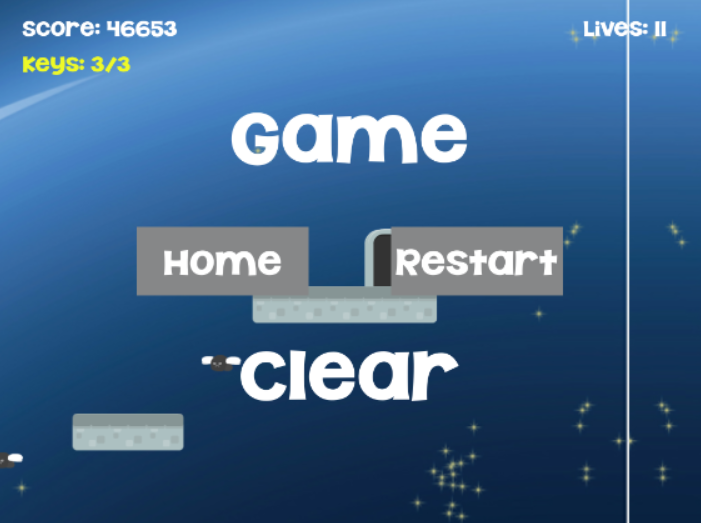 Score: 46653
Lives: 11
Keys: 3/3
Game
Home
Restart
Clear